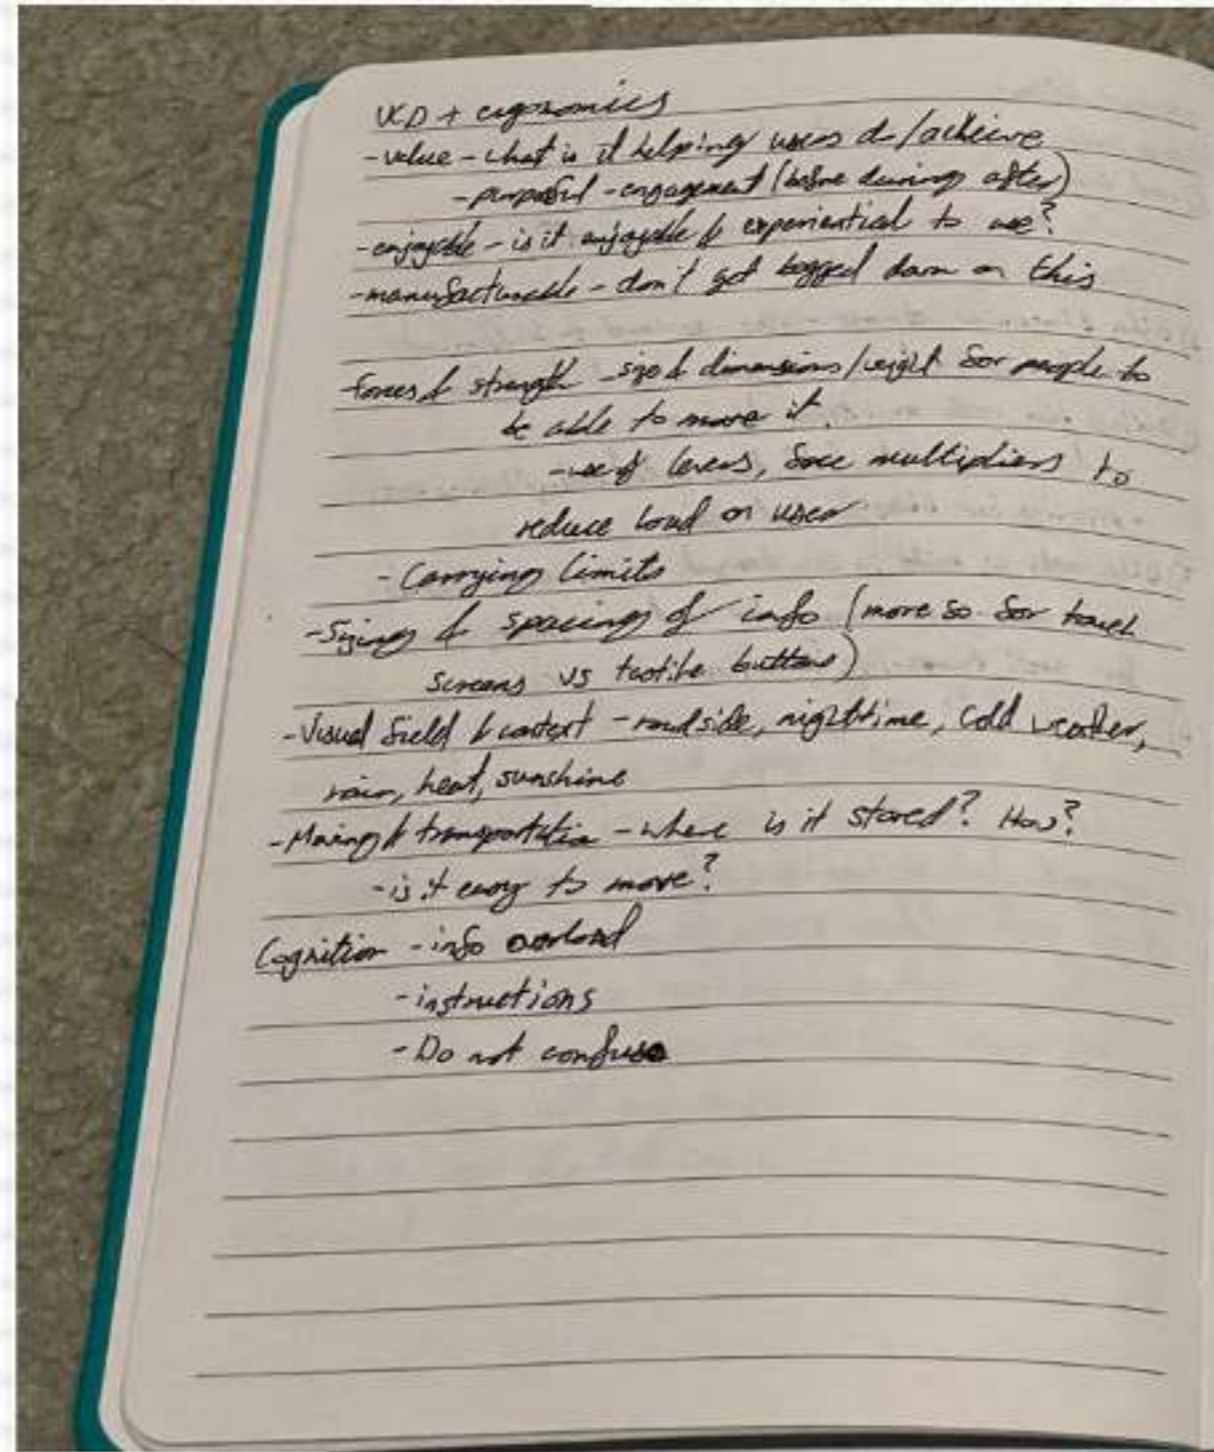 UCD + ergonomics
- value - what is it helping users do/achieve
- purposful - engagement (before during after)
- enjoyable - is it enjoyable & experiential to use?
- manufacturable - don't get bogged down on this
forces & strength - size & dimensions/weight for people to
be able to move it.
- use of levers, force multipliers to
reduce load on user
- Carrying limits
- Sizing & spacing of info (more so for touch
screens vs tactile buttons)
- Visual field & context - roadside, nighttime, cold weather,
rain, heat, sunshine
- Moving & transportation - where is it stored? How?
- is it easy to move?
Cognition - info overload
- instructions
- Do not confuse